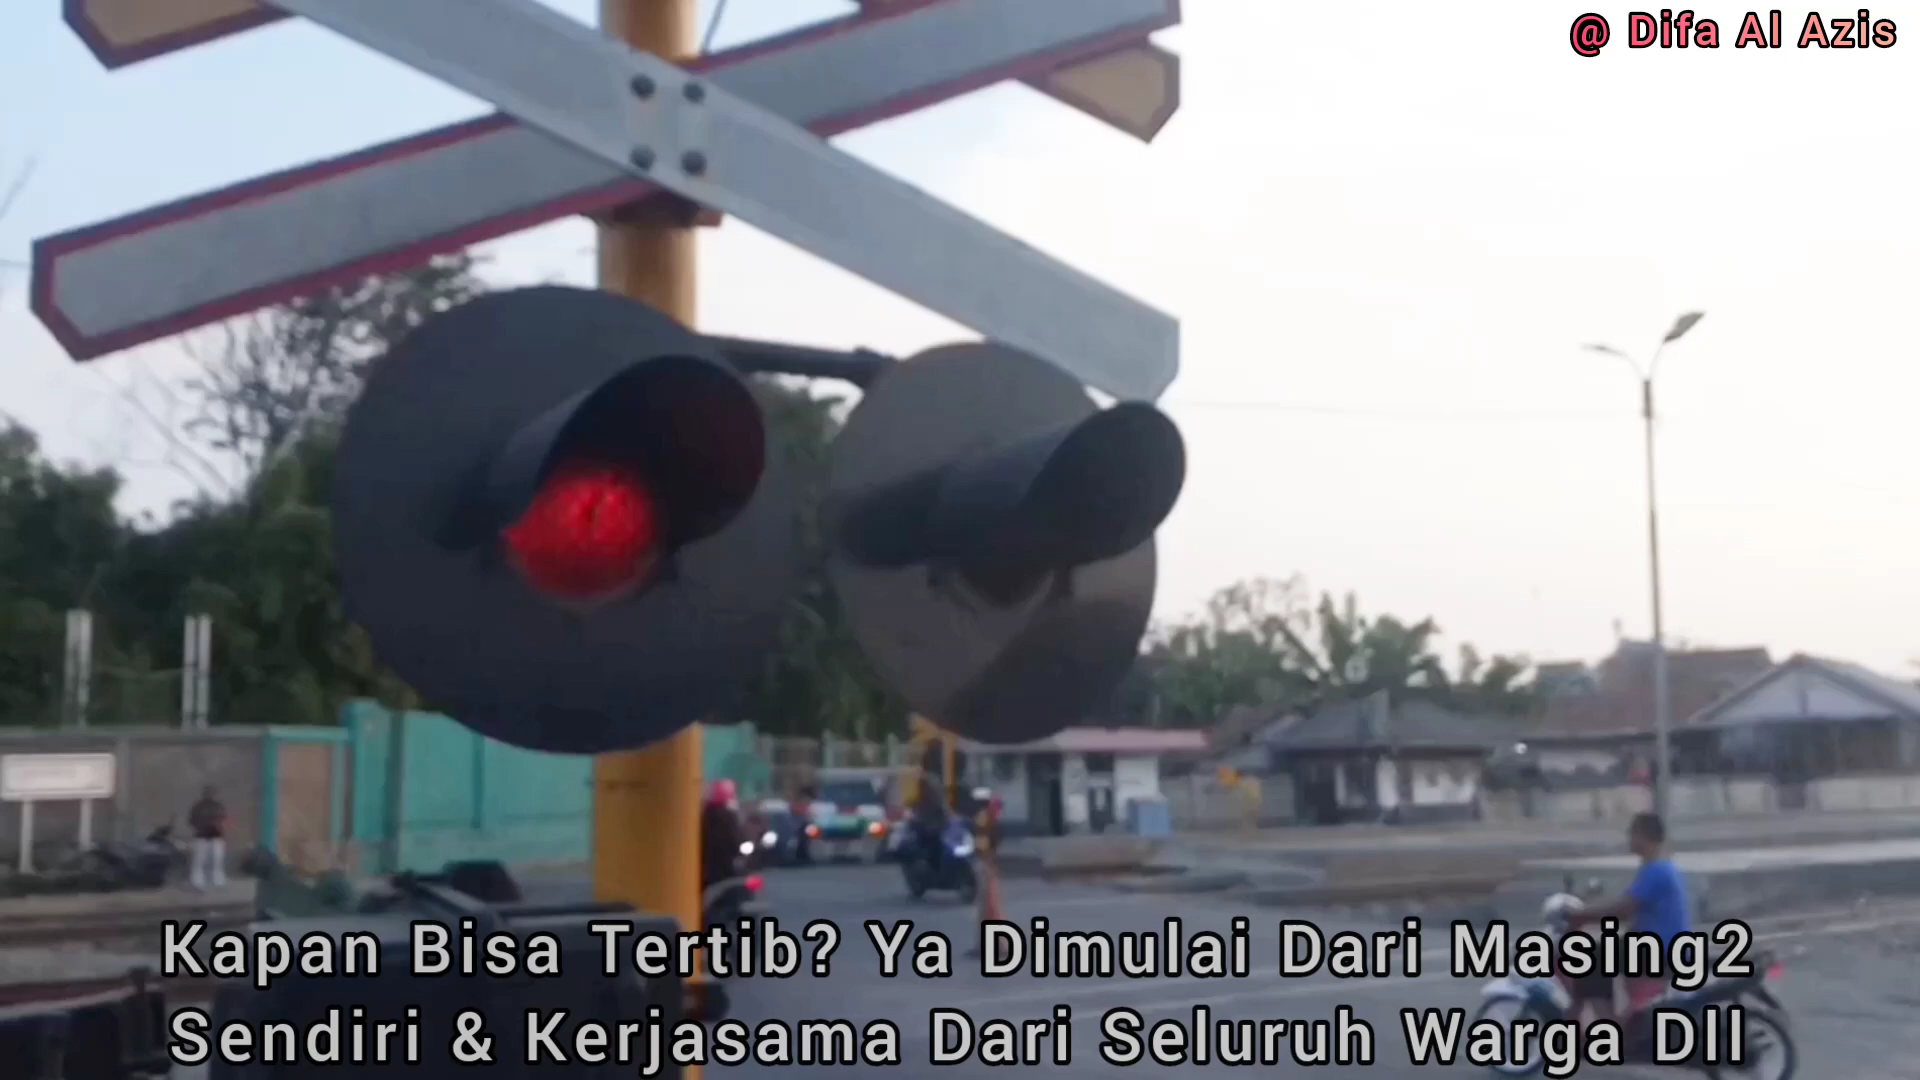 @ Difa Al Azis
Kapan Bisa Tertib? Ya Dimulai Dari Masing2
Sendiri & Kerjasama Dari Seluruh Warga Dll